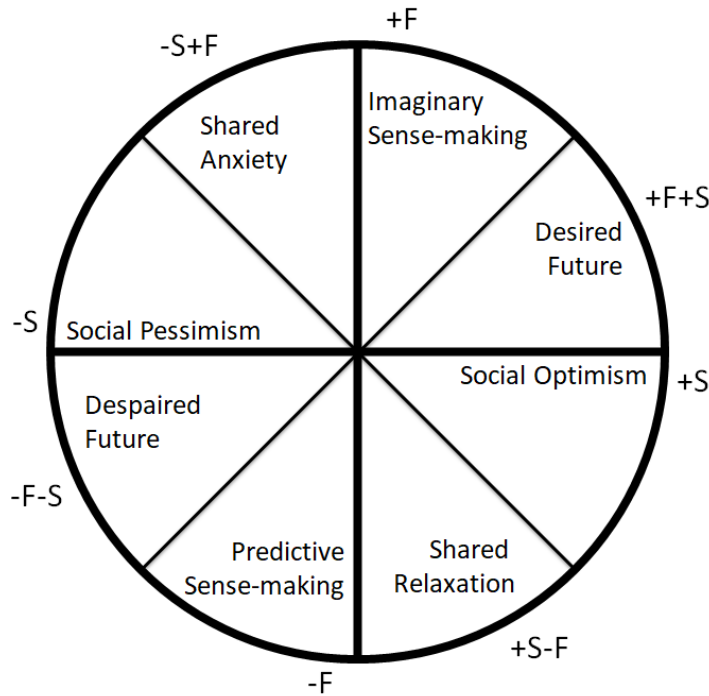 +F
-S+F
Imaginary
Sense-making
Shared
Anxiety
+F+S
Desired
Future
-S
Social Pessimism
Social Optimism
+S
Despaired
Future
-F-S
Predictive
Sense-making
Shared
Relaxation
+S-F
-F